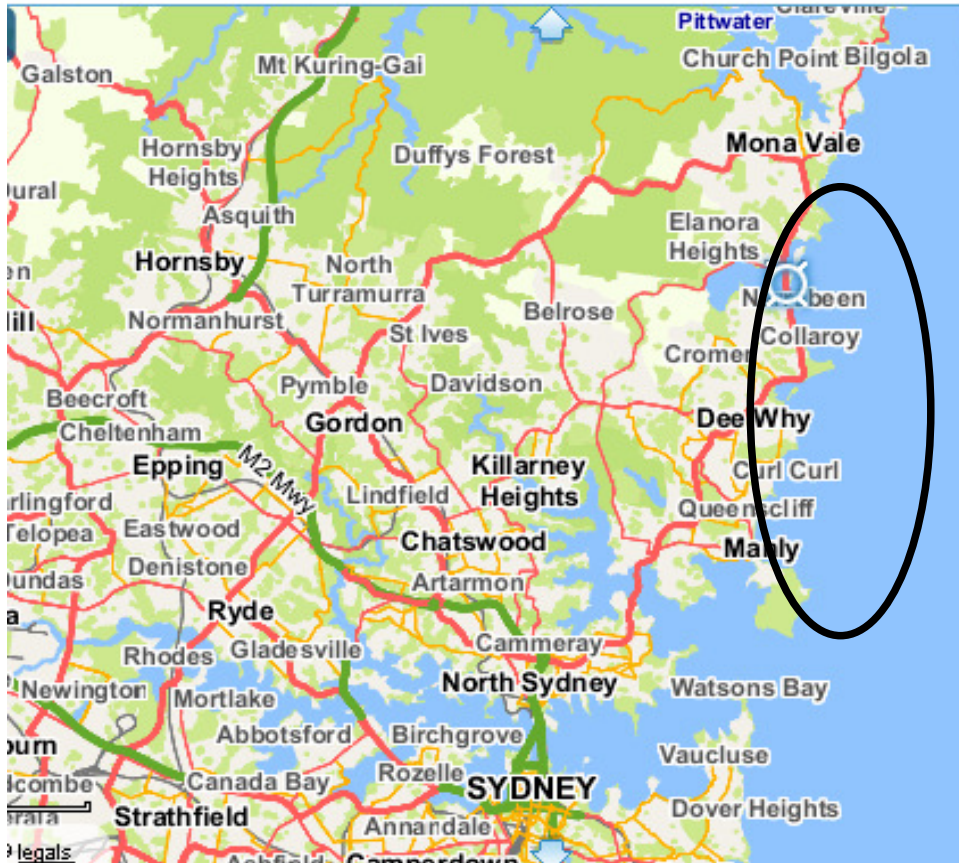 Pittwater
Clareville
Church Point
Bilgola
Galston
Mt Kuring-Gai
Mona Vale
Hornsby
Heights
Duffys Forest
Asquith
Elanora
Heights
Hornsby
North
Turramurra
Belrose
Collaroy
Normanhurst
St Ives
Cromer
Pymble
Davidson
Beecroft
Gordon
Dee Why
Cheltenham
Epping
M2 Mwy
Killarney
Heights
Curl Curl
Lindfield
Queenscliff
Telopea
Eastwood
Chatswood
Manly
Denistone
Artarmon
Ryde
Rhodes
Gladesville
Cammeray
Newington
Mortlake
North Sydney
Watsons Bay
Abbotsford
Birchgrove
Vaucluse
Canada Bay
Rozelle
SYDNEY
Strathfield
Annandale
Dover Heights
legals
Ashfield
Camperdown